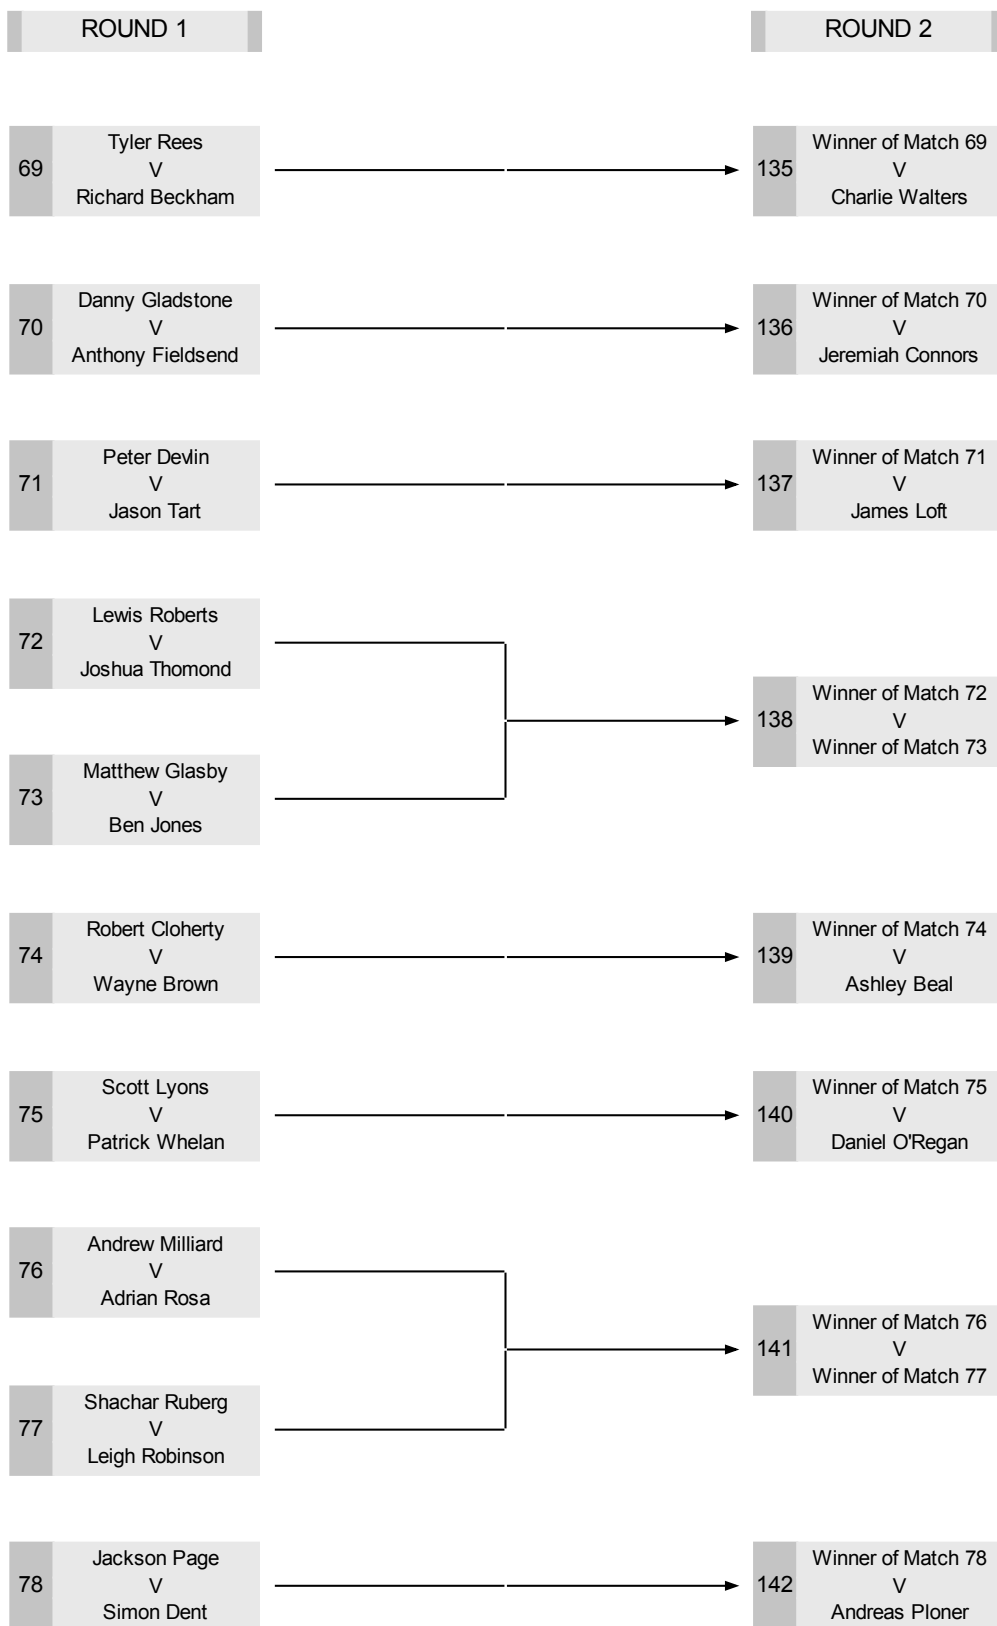 ROUND 1
ROUND 2
69
Tyler Rees
V
Richard Beckham
135
Winner of Match 69
V
Charlie Walters
70
Danny Gladstone
V
Anthony Fieldsend
136
Winner of Match 70
V
Jeremiah Connors
71
Peter Devlin
V
Jason Tart
137
Winner of Match 71
V
James Loft
72
Lewis Roberts
V
Joshua Thomond
73
Matthew Glasby
V
Ben Jones
138
Winner of Match 72
V
Winner of Match 73
74
Robert Cloherty
V
Wayne Brown
139
Winner of Match 74
V
Ashley Beal
75
Scott Lyons
V
Patrick Whelan
140
Winner of Match 75
V
Daniel O'Regan
76
Andrew Milliard
V
Adrian Rosa
77
Shachar Ruberg
V
Leigh Robinson
141
Winner of Match 76
V
Winner of Match 77
78
Jackson Page
V
Simon Dent
142
Winner of Match 78
V
Andreas Ploner